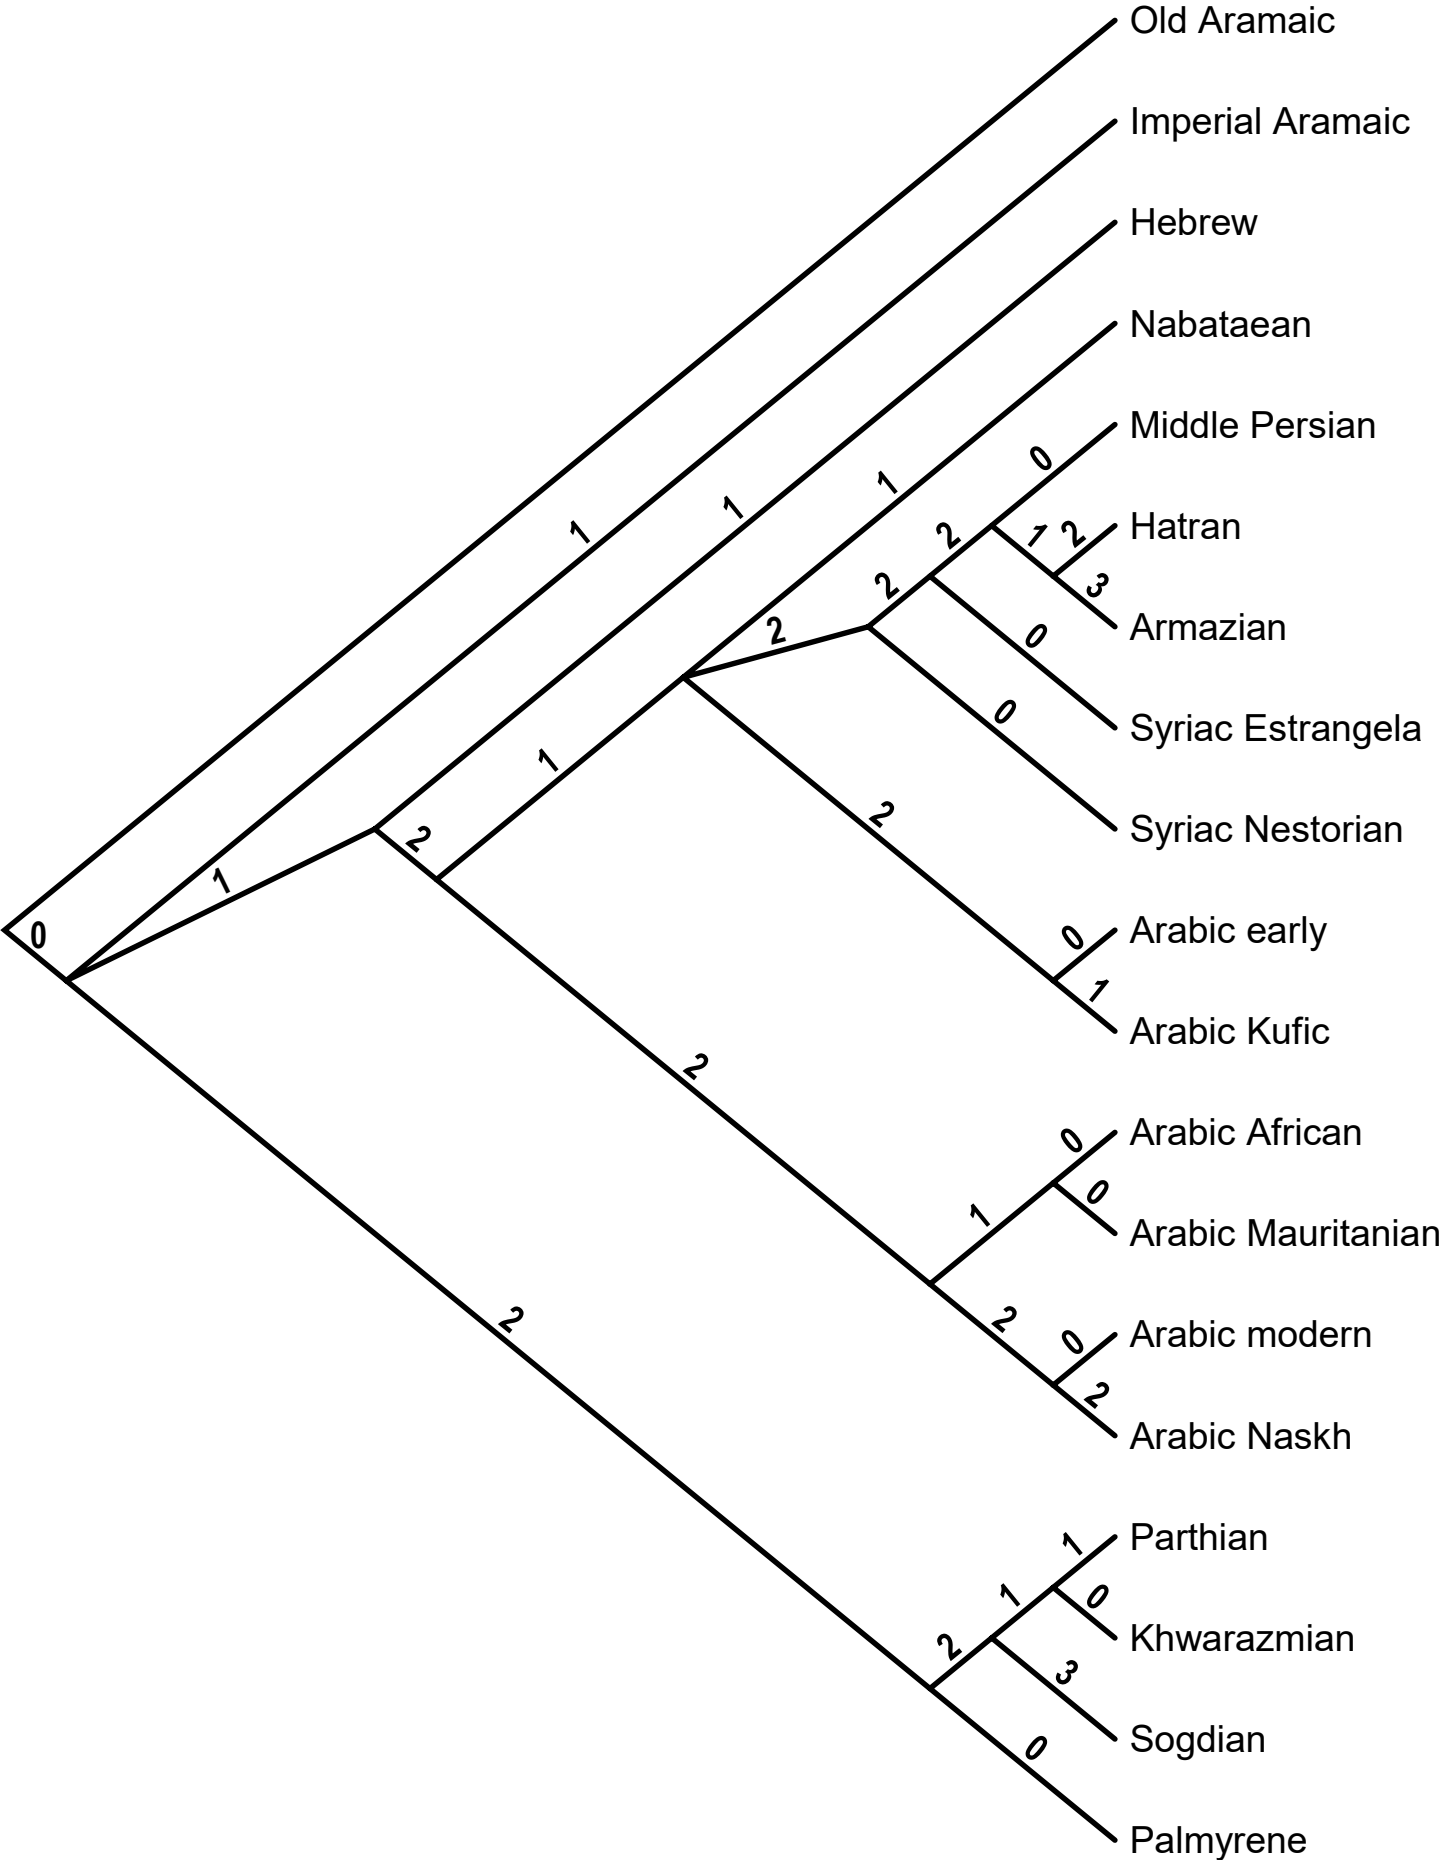 Old Aramaic
Imperial Aramaic
Hebrew
Nabataean
Middle Persian
0
1
2
Hatran
1
1
1
2
2
3
Armazian
2
0
Syriac Estrangela
0
1
2
2
Syriac Nestorian
1
0
0
Arabic early
1
Arabic Kufic
2
0
Arabic African
0
1
Arabic Mauritanian
2
2
0
Arabic modern
2
Arabic Naskh
1
Parthian
1
0
2
Khwarazmian
3
Sogdian
0
Palmyrene